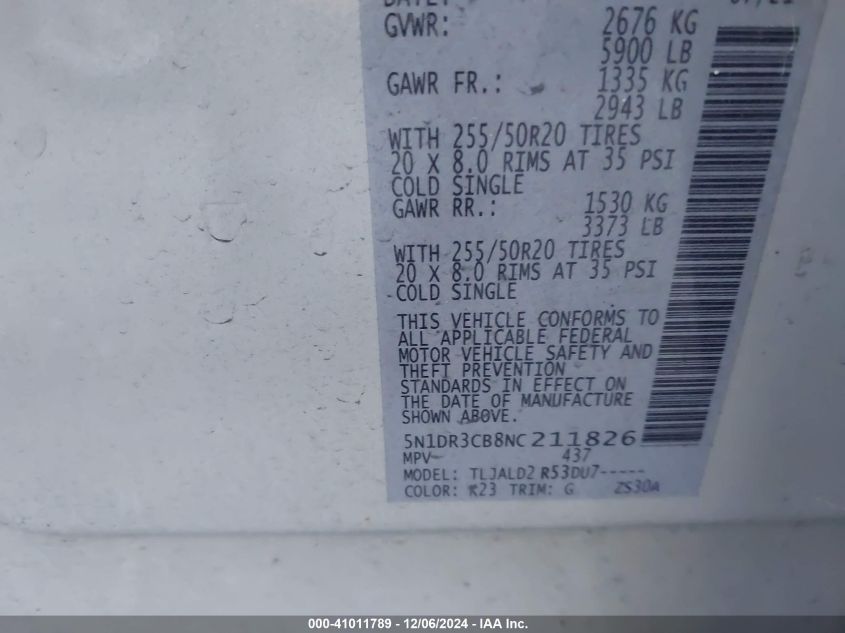 GVWR: 2676 KG
5900 LB
GAWR FR.: 1335 KG
2943 LB
WITH 255/50R20 TIRES
20 X 8.0 RIMS AT 35 PSI
COLD SINGLE
GAWR RR.: 1530 KG
3373 LB
WITH 255/50R20 TIRES
20 X 8.0 RIMS AT 35 PSI
COLD SINGLE
THIS VEHICLE CONFORMS TO
ALL APPLICABLE FEDERAL
MOTOR VEHICLE SAFETY AND
THEFT PREVENTION
STANDARDS IN EFFECT ON
THE DATE OF MANUFACTURE
SHOWN ABOVE.
5N1DR3CB8NC211826
MPV 437
MODEL: TLJALD2 R53DU7-----
COLOR: K23 TRIM: G ZS30A
000-41011789 - 12/06/2024 - IAA Inc.